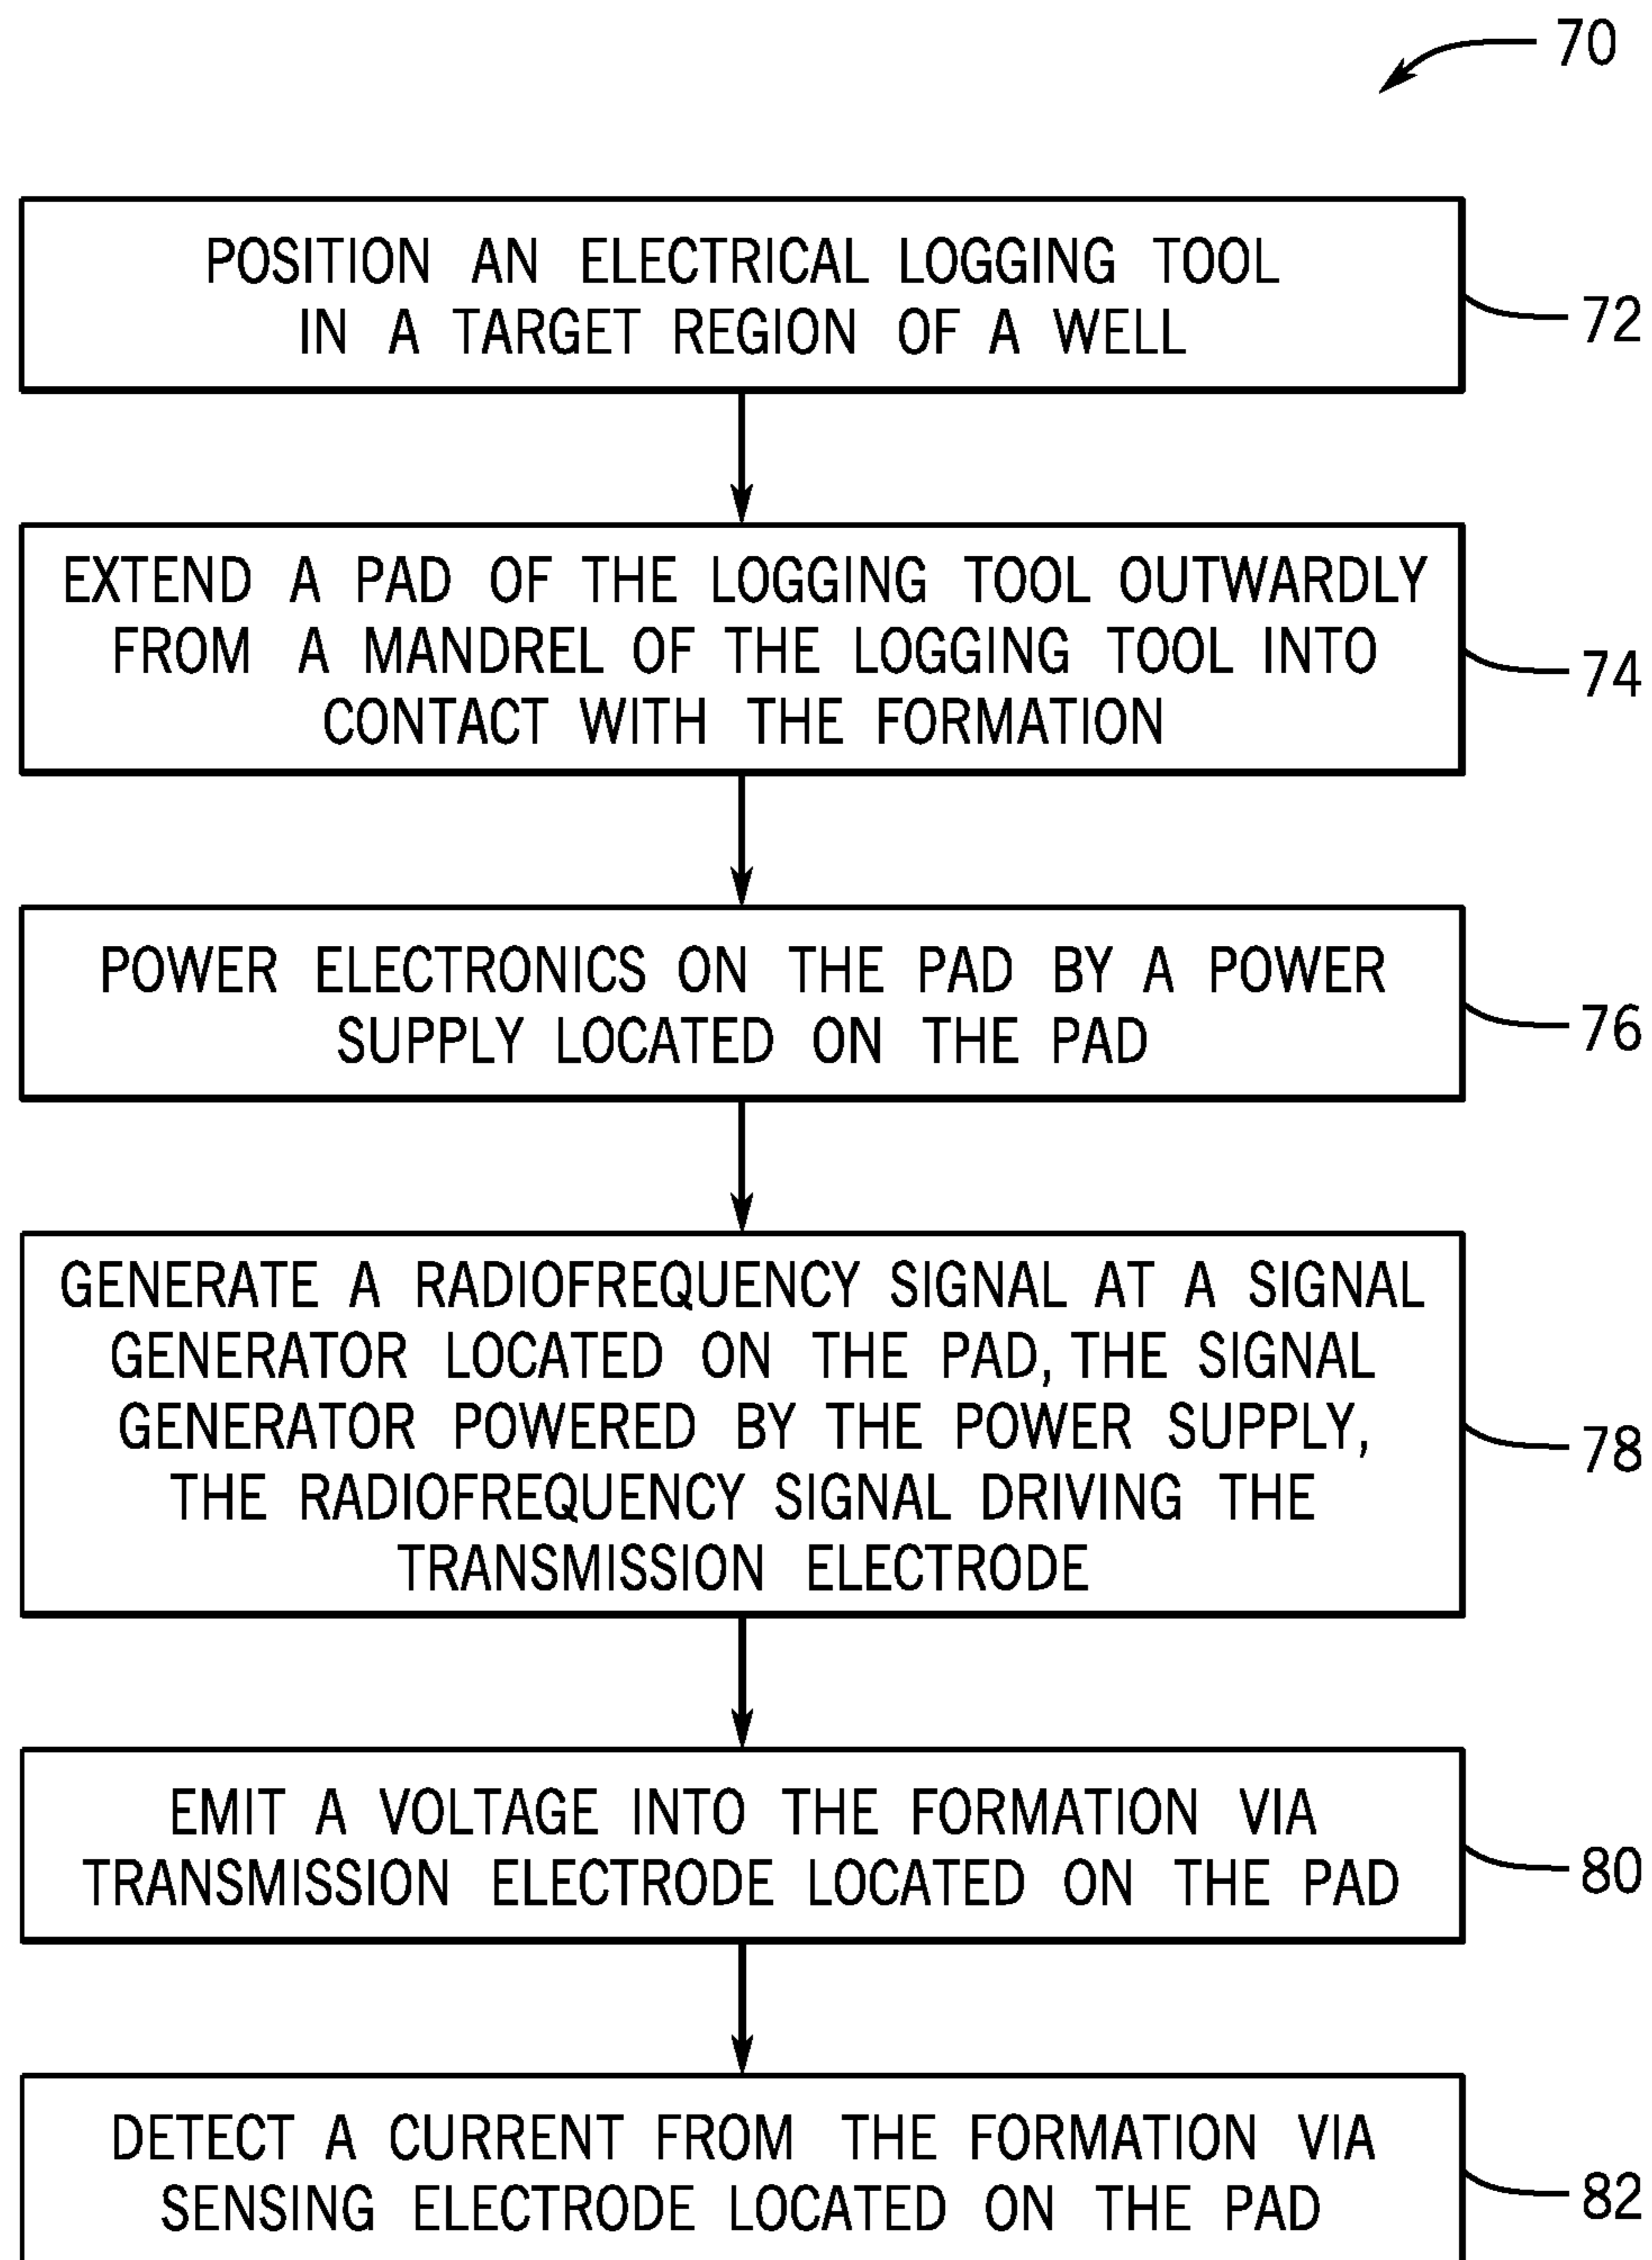 70
POSITION AN ELECTRICAL LOGGING TOOL
IN A TARGET REGION OF A WELL
72
EXTEND A PAD OF THE LOGGING TOOL OUTWARDLY
FROM A MANDREL OF THE LOGGING TOOL INTO
CONTACT WITH THE FORMATION
74
POWER ELECTRONICS ON THE PAD BY A POWER
SUPPLY LOCATED ON THE PAD
76
GENERATE A RADIOFREQUENCY SIGNAL AT A SIGNAL
GENERATOR LOCATED ON THE PAD, THE SIGNAL
GENERATOR POWERED BY THE POWER SUPPLY,
THE RADIOFREQUENCY SIGNAL DRIVING THE
TRANSMISSION ELECTRODE
78
EMIT A VOLTAGE INTO THE FORMATION VIA
TRANSMISSION ELECTRODE LOCATED ON THE PAD
80
DETECT A CURRENT FROM THE FORMATION VIA
SENSING ELECTRODE LOCATED ON THE PAD
82